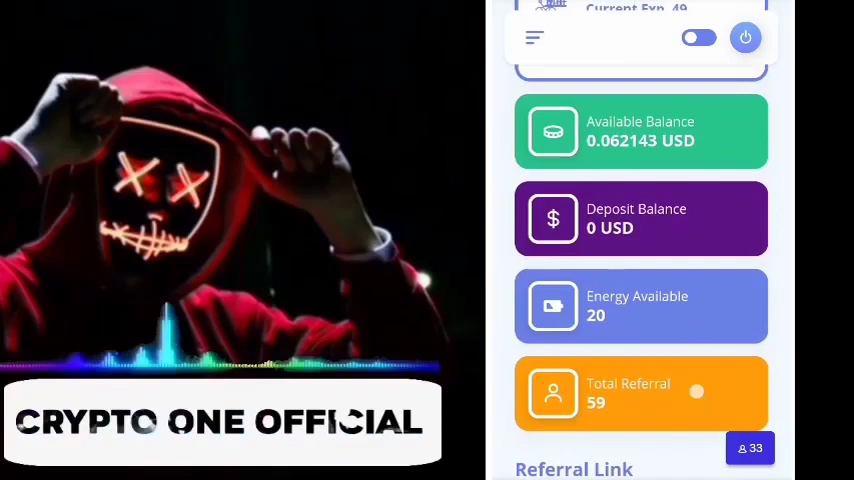 Current Exp. 49
Available Balance
0.062143 USD
Deposit Balance
0 USD
Energy Available
20
Total Referral
59
33
Referral Link
CRYPTO ONE OFFICIAL